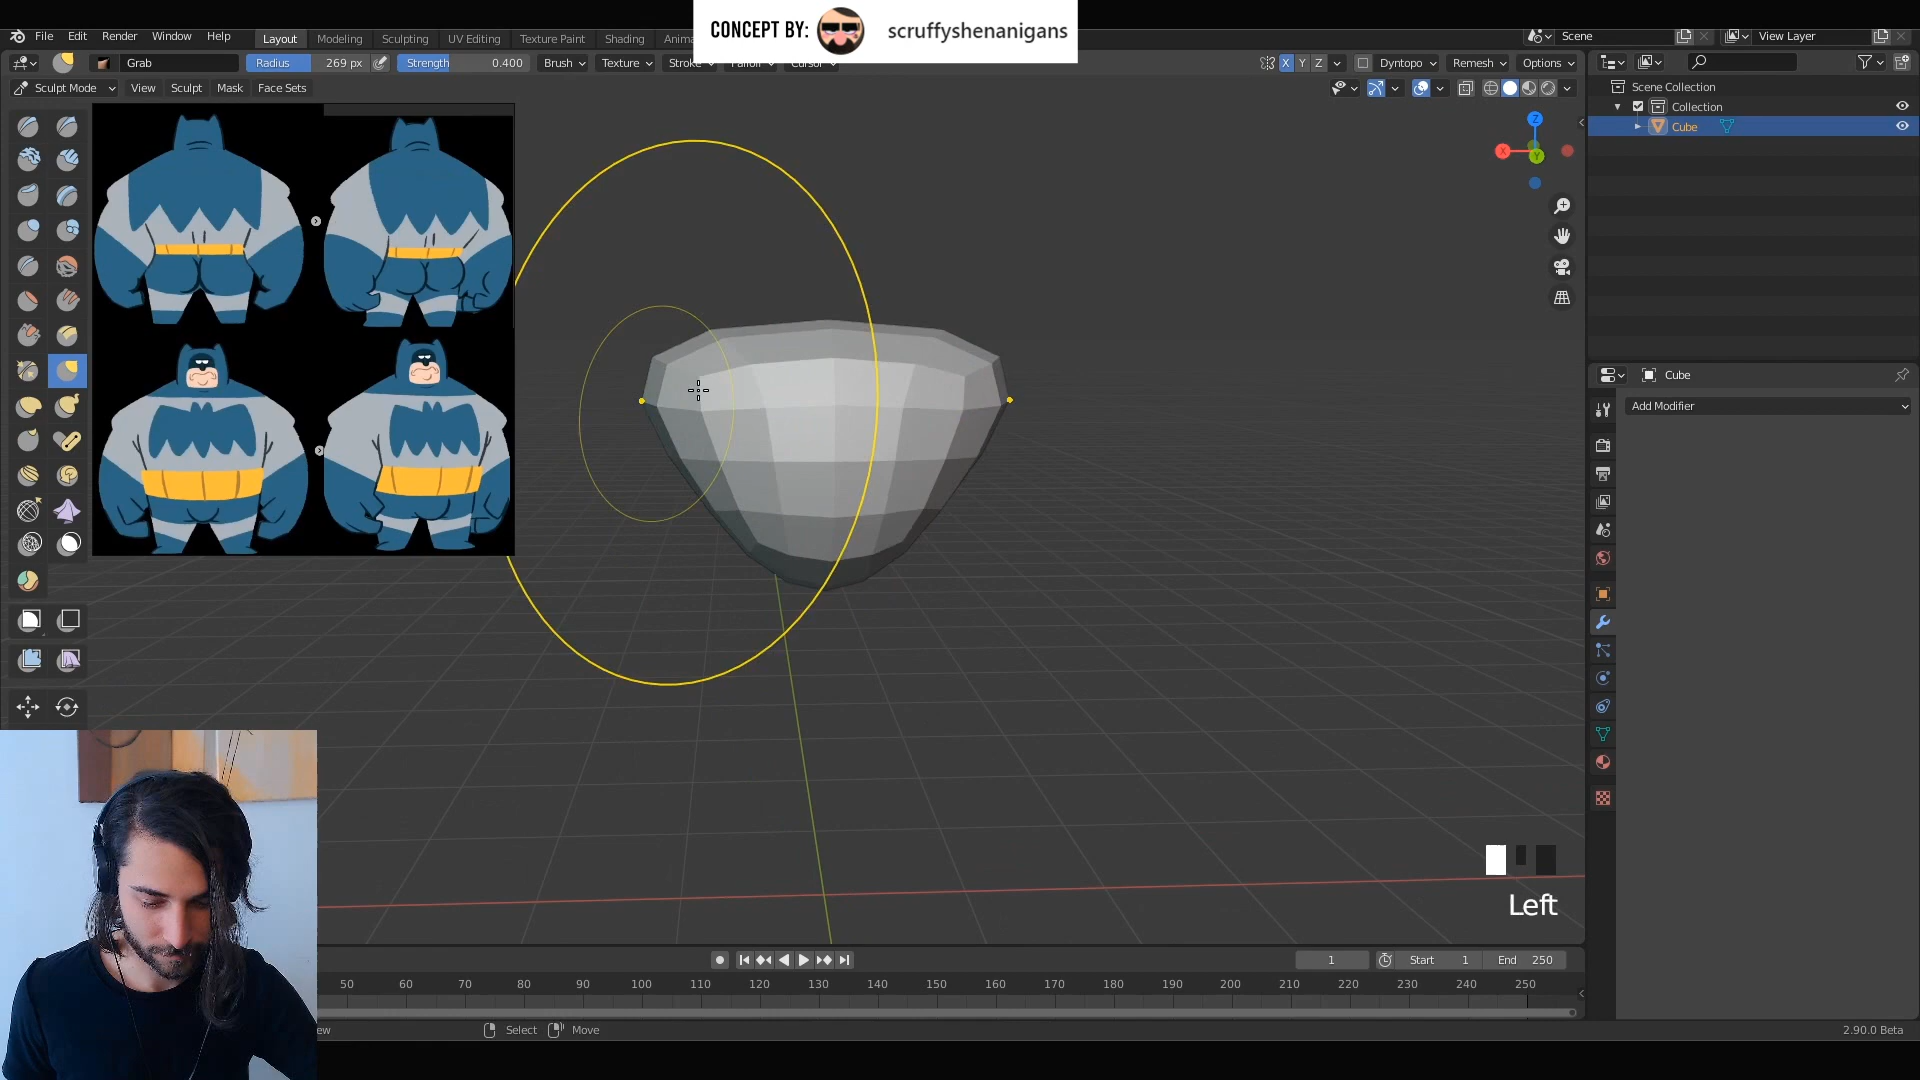 CONCEPT BY: scruffyshenanigans
File Edit Render Window Help
Layout Modeling Sculpting UV Editing Texture Paint Shading
Scene
View Layer
Grab
Radius 269 px
Strength 0.400
Brush Texture
X Y Z
Dyntopo Remesh Options
Sculpt Mode View Sculpt Mask Face Sets
Scene Collection
Collection
Cube
Z
X
Y
Cube
Add Modifier
Left
1
Start 1
End 250
50 60 70 80 90 100 110 120 130 140 150 160 170 180 190 200 210 220 230 240 250
Select Move
2.90.0 Beta